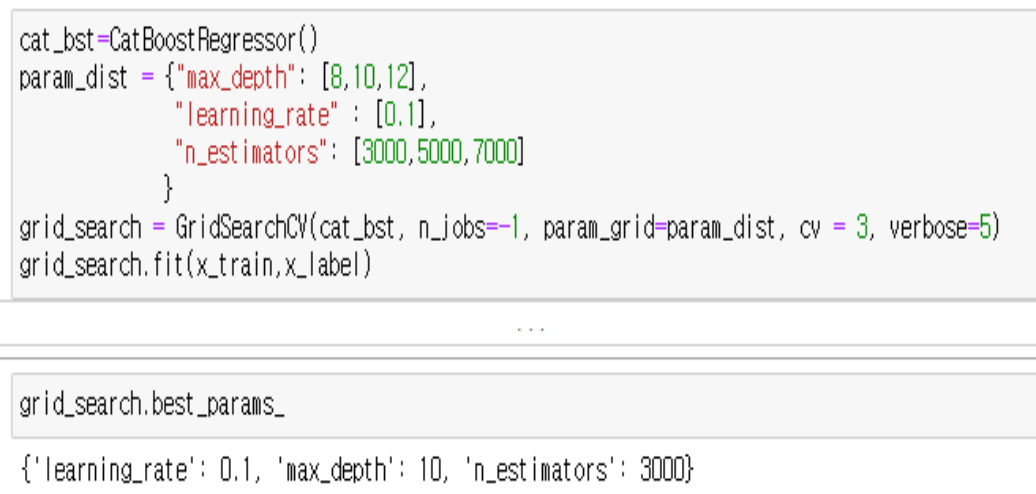 cat_bst=CatBoostRegressor()
param_dist = {"max_depth": [8,10,12],
"learning_rate" : [0.1],
"n_estimators": [3000,5000,7000]
}
grid_search = GridSearchCV(cat_bst, n_jobs=-1, param_grid=param_dist, cv = 3, verbose=5)
grid_search.fit(x_train,x_label)
...
grid_search.best_params_
{'learning_rate': 0.1, 'max_depth': 10, 'n_estimators': 3000}